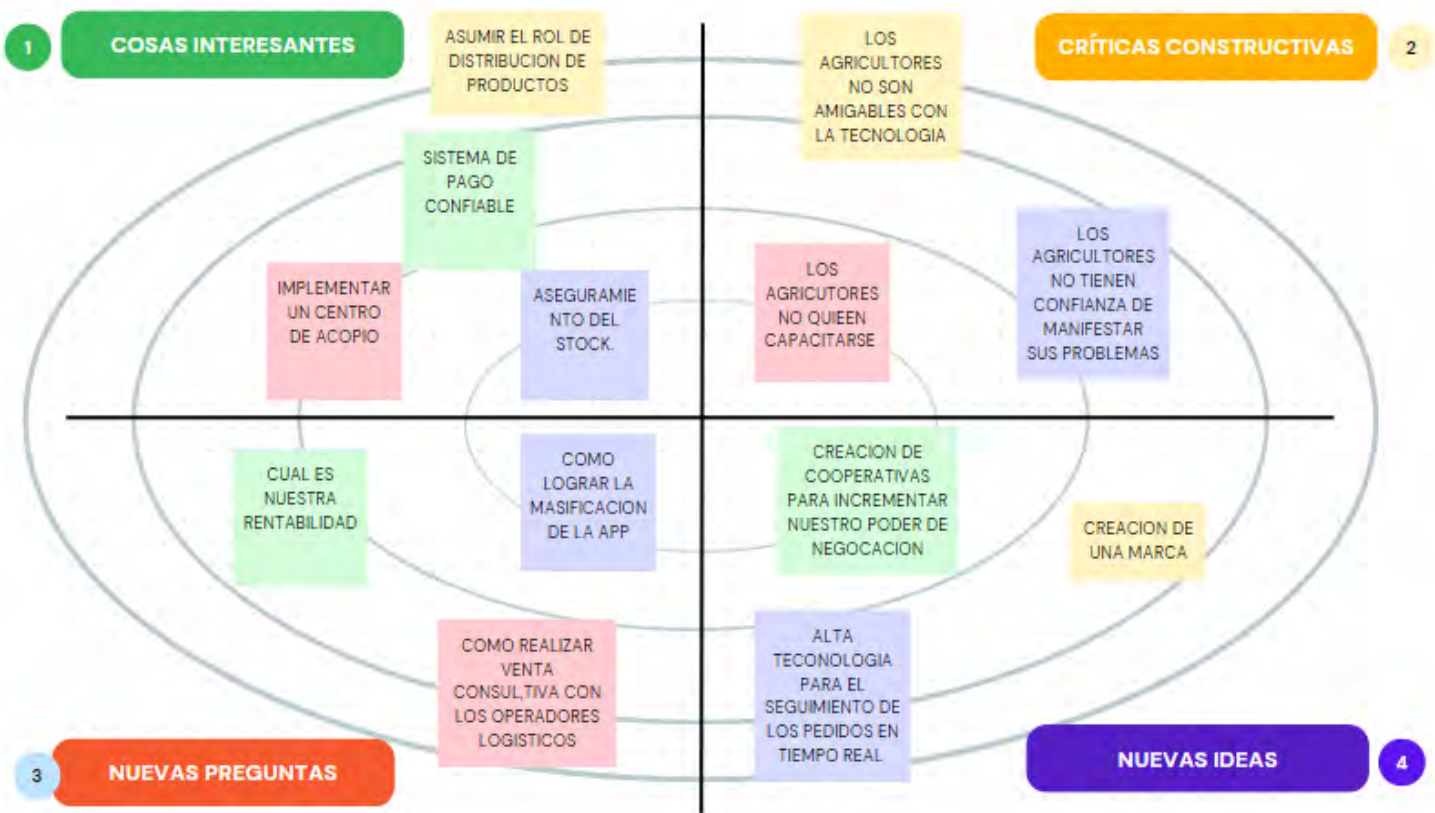 1
COSAS INTERESANTES
ASUMIR EL ROL DE
DISTRIBUCION DE
PRODUCTOS
SISTEMA DE
PAGO
CONFIABLE
IMPLEMENTAR
UN CENTRO
DE ACOPIO
ASEGURAMIE
NTO DEL
STOCK.
CRÍTICAS CONSTRUCTIVAS
2
LOS
AGRICULTORES
NO SON
AMIGABLES CON
LA TECNOLOGIA
LOS
AGRICUTORES
NO QUIEEN
CAPACITARSE
LOS
AGRICULTORES
NO TIENEN
CONFIANZA DE
MANIFESTAR
SUS PROBLEMAS
CUAL ES
NUESTRA
RENTABILIDAD
COMO
LOGRAR LA
MASIFICACION
DE LA APP
COMO REALIZAR
VENTA
CONSUL,TIVA CON
LOS OPERADORES
LOGISTICOS
3
NUEVAS PREGUNTAS
CREACION DE
COOPERATIVAS
PARA INCREMENTAR
NUESTRO PODER DE
NEGOCACION
CREACION DE
UNA MARCA
ALTA
TECONOLOGIA
PARA EL
SEGUIMIENTO DE
LOS PEDIDOS EN
TIEMPO REAL
NUEVAS IDEAS
4